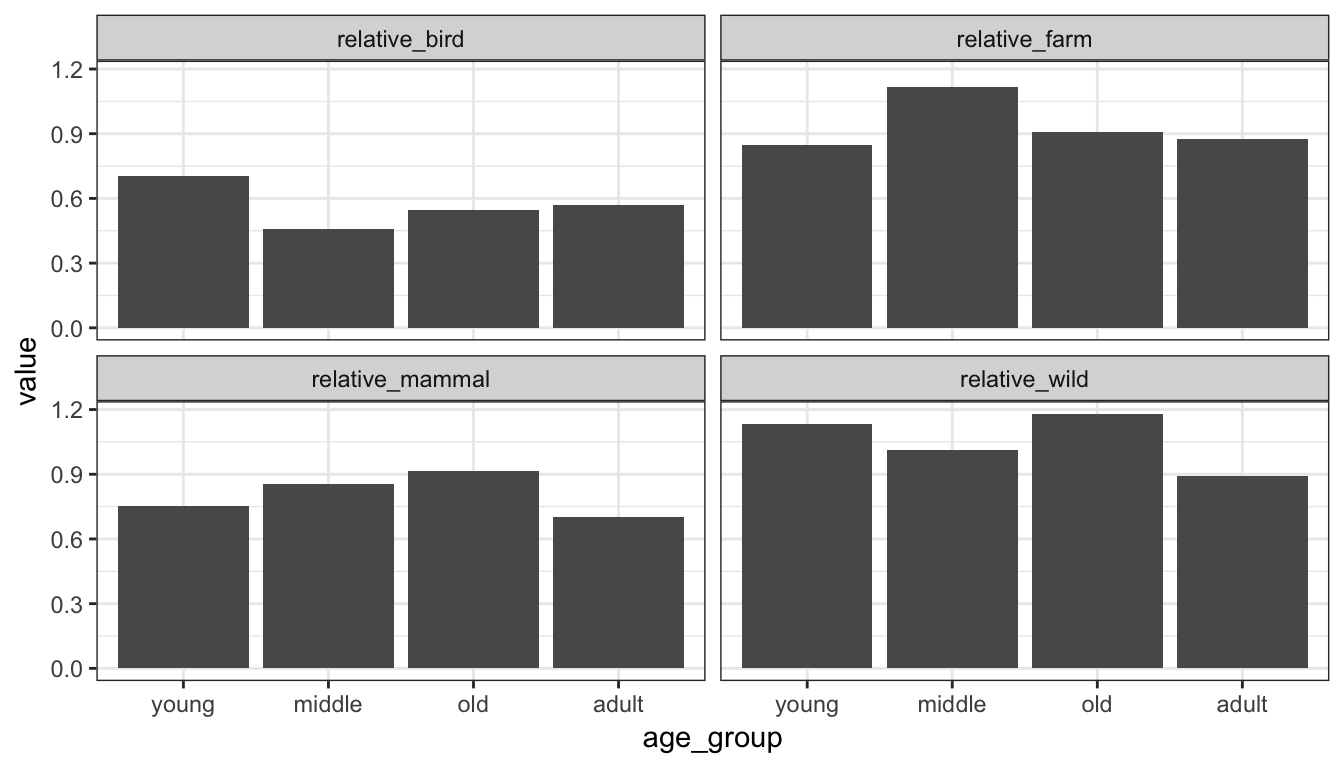 relative_bird
relative_farm
1.2
0.9
0.6
0.3
0.0
relative_mammal
relative_wild
1.2
0.9
0.6
0.3
0.0
value
young middle old adult
young middle old adult
age_group